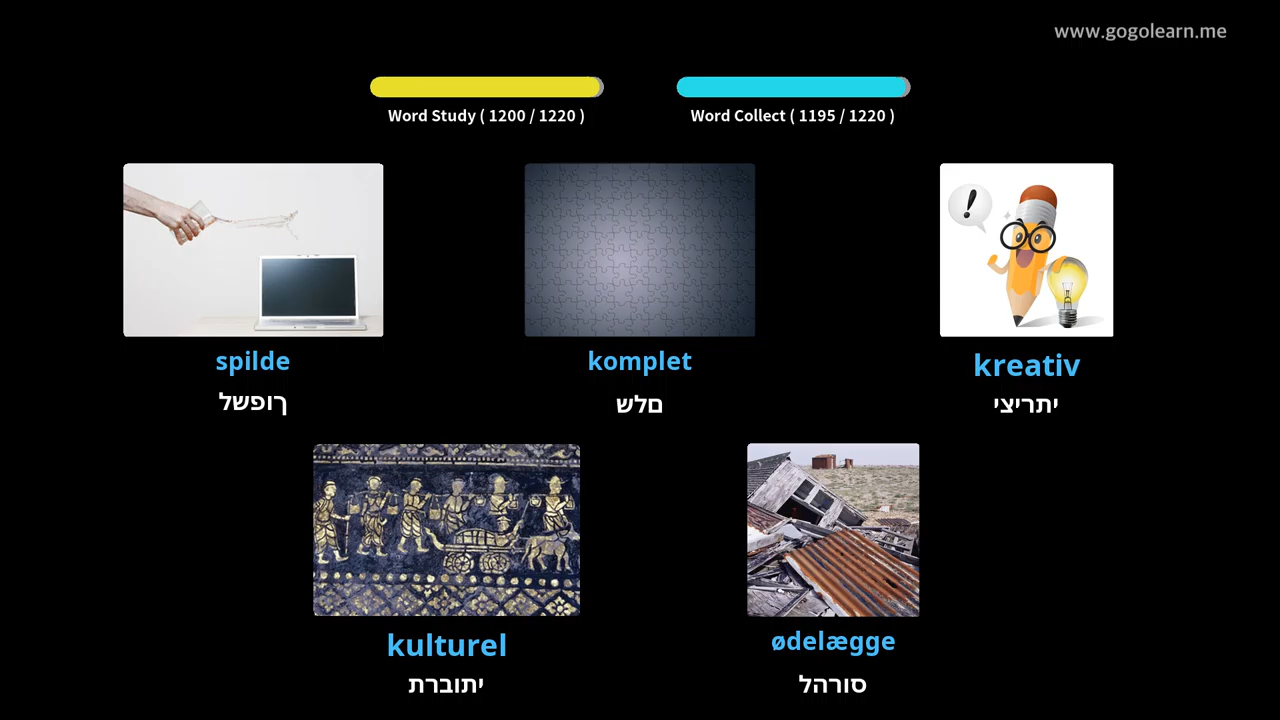 www.gogolearn.me
Word Study ( 1200 / 1220 )
Word Collect ( 1195 / 1220 )
spilde
ךופשל
komplet
םלש
kreativ
יתריצי
kulturel
יתוברת
ødelægge
סורהל